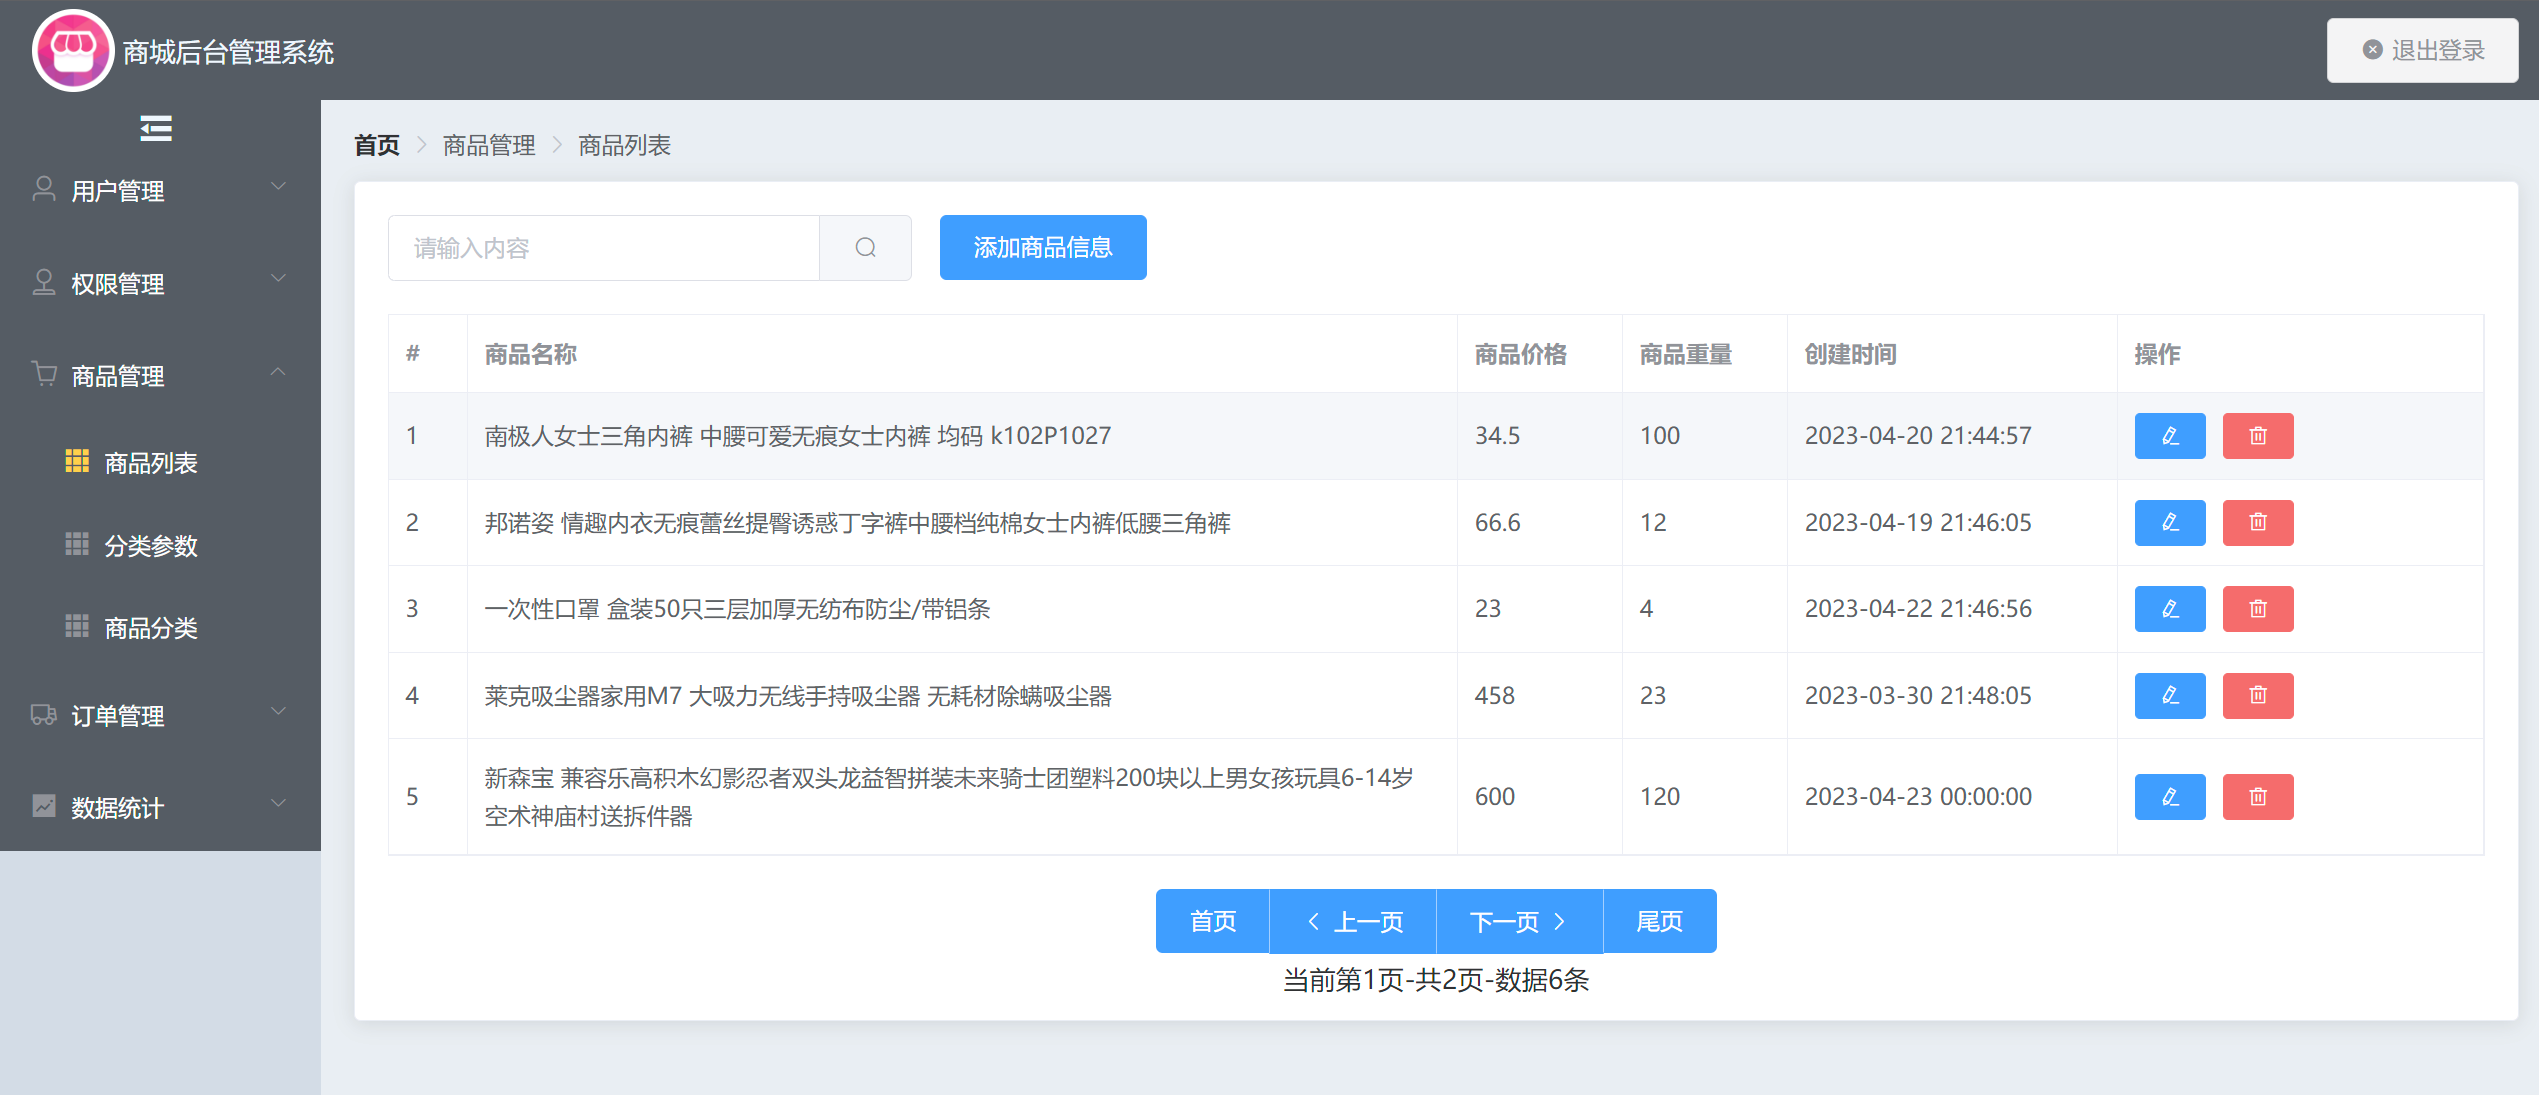 商城后台管理系统
退出登录
用户管理
权限管理
商品管理
商品列表
分类参数
商品分类
订单管理
数据统计
首页 > 商品管理 > 商品列表
请输入内容
添加商品信息
# 商品名称 商品价格 商品重量 创建时间 操作
1 南极人女士三角内裤 中腰可爱无痕女士内裤 均码 k102P1027 34.5 100 2023-04-20 21:44:57
2 邦诺姿 情趣内衣无痕蕾丝提臀诱惑丁字裤中腰档纯棉女士内裤低腰三角裤 66.6 12 2023-04-19 21:46:05
3 一次性口罩 盒装50只三层加厚无纺布防尘/带铝条 23 4 2023-04-22 21:46:56
4 莱克吸尘器家用M7 大吸力无线手持吸尘器 无耗材除螨吸尘器 458 23 2023-03-30 21:48:05
5 新森宝 兼容乐高积木幻影忍者双头龙益智拼装未来骑士团塑料200块以上男女孩玩具6-14岁 600 120 2023-04-23 00:00:00
空术神庙村送拆件器
首页 < 上一页 下一页 > 尾页
当前第1页-共2页-数据6条